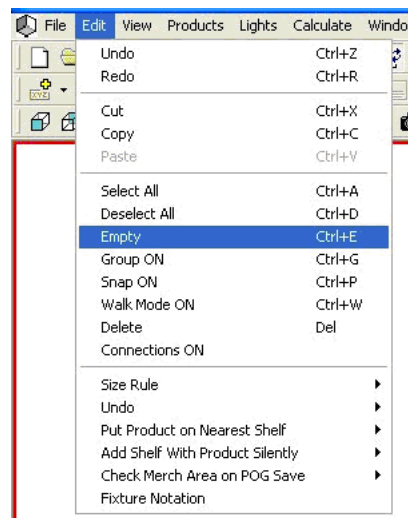 File Edit View Products Lights Calculate Windo
Undo Ctrl+Z
Redo Ctrl+R
Cut Ctrl+X
Copy Ctrl+C
Paste Ctrl+V
Select All Ctrl+A
Deselect All Ctrl+D
Empty Ctrl+E
Group ON Ctrl+G
Snap ON Ctrl+P
Walk Mode ON Ctrl+W
Delete Del
Connections ON
Size Rule
Undo
Put Product on Nearest Shelf
Add Shelf With Product Silently
Check Merch Area on POG Save
Fixture Notation